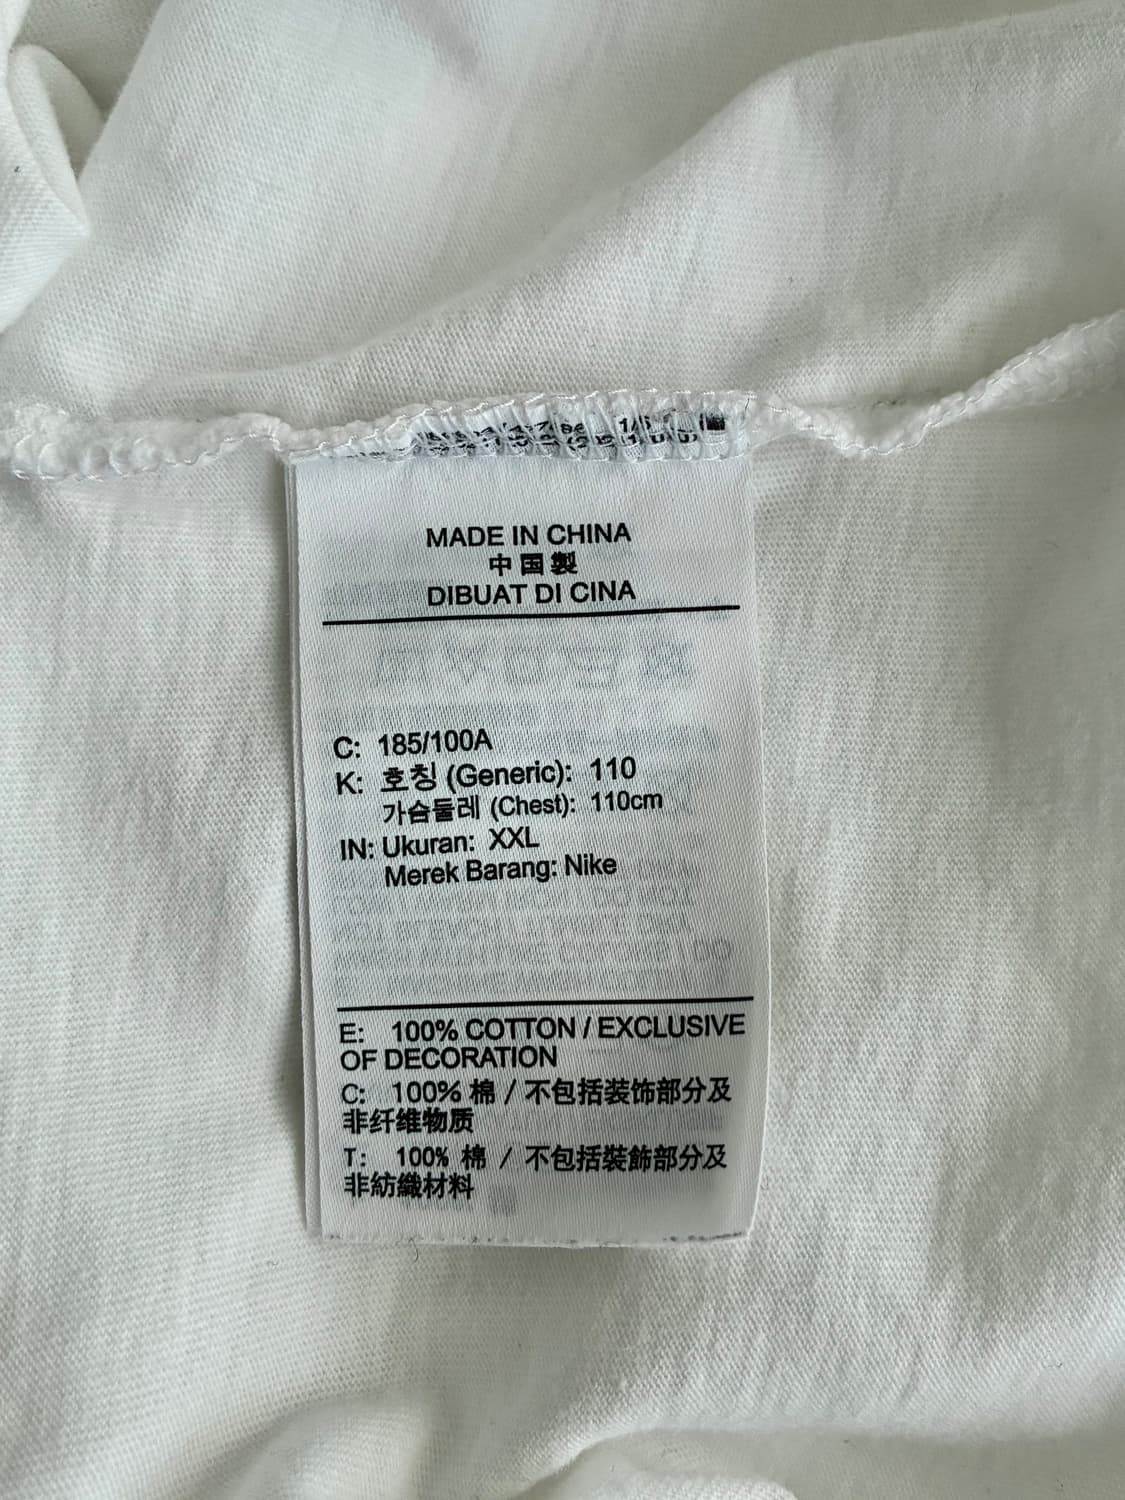 MADE IN CHINA
中国製
DIBUAT DI CINA
C: 185/100A
K: 호칭 (Generic): 110
가슴둘레 (Chest): 110cm
IN: Ukuran: XXL
Merek Barang: Nike
E: 100% COTTON / EXCLUSIVE
OF DECORATION
C: 100% 棉 / 不包括装饰部分及
非纤维物质
T: 100% 棉 / 不包括裝飾部分及
非紡織材料